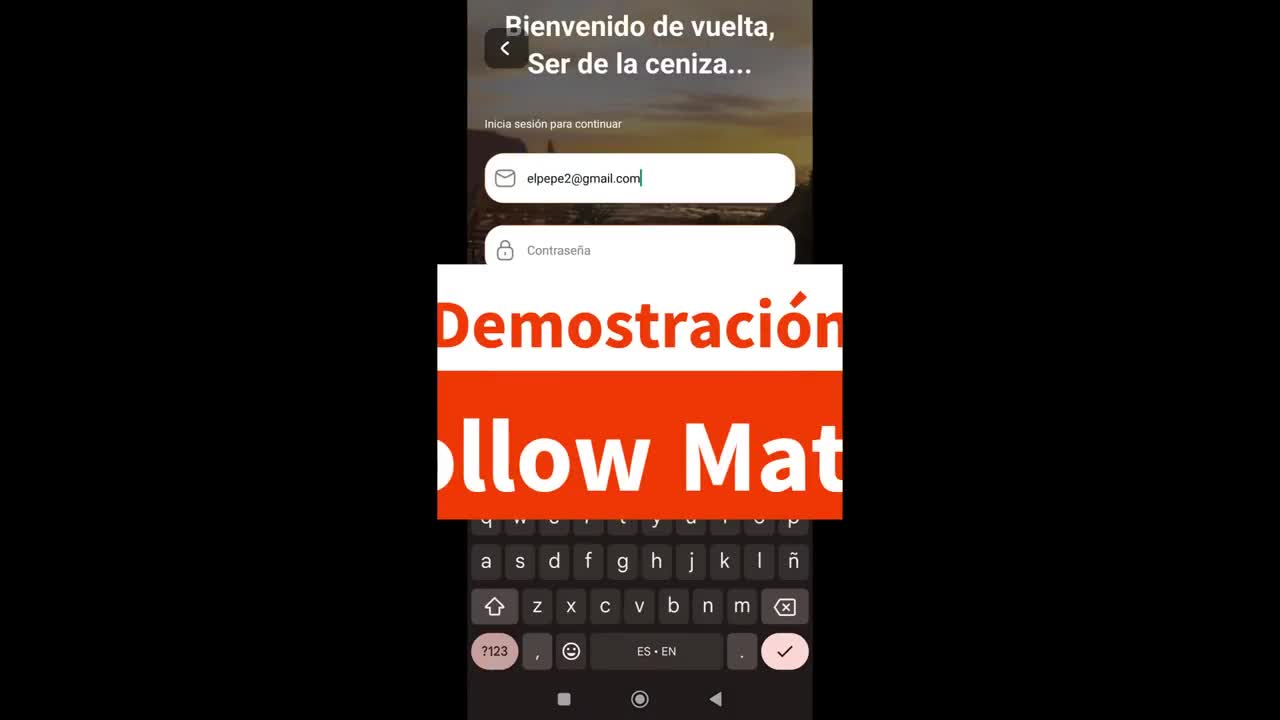 Bienvenido de vuelta,
Ser de la ceniza...
Inicia sesión para continuar
elpepe2@gmail.com
Contraseña
Demostración
ollow Mat
q w e r t y u i o p
a s d f g h j k l ñ
z x c v b n m
?123 , ES • EN .